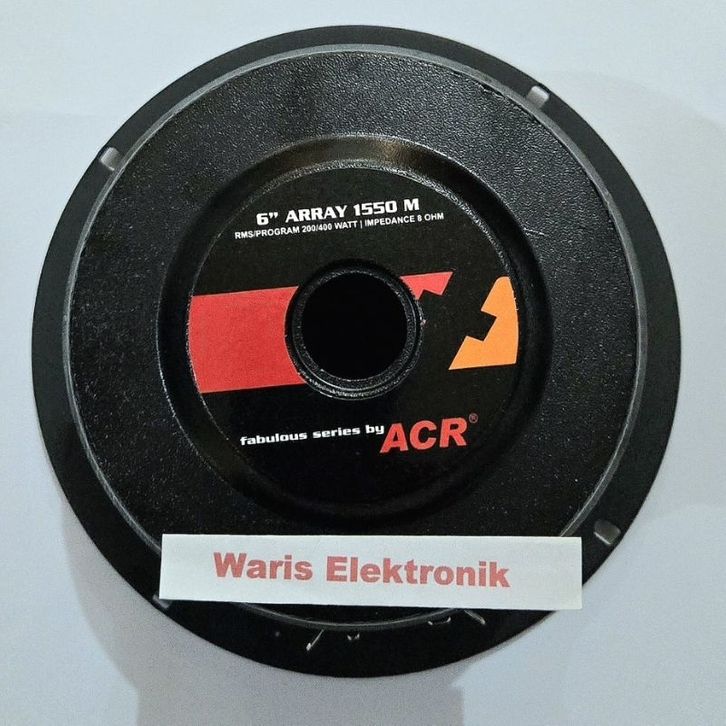 6" ARRAY 1550 M
RMS/PROGRAM 200/400 WATT | IMPEDANCE 8 OHM
fabulous series by ACR®
Waris Elektronik